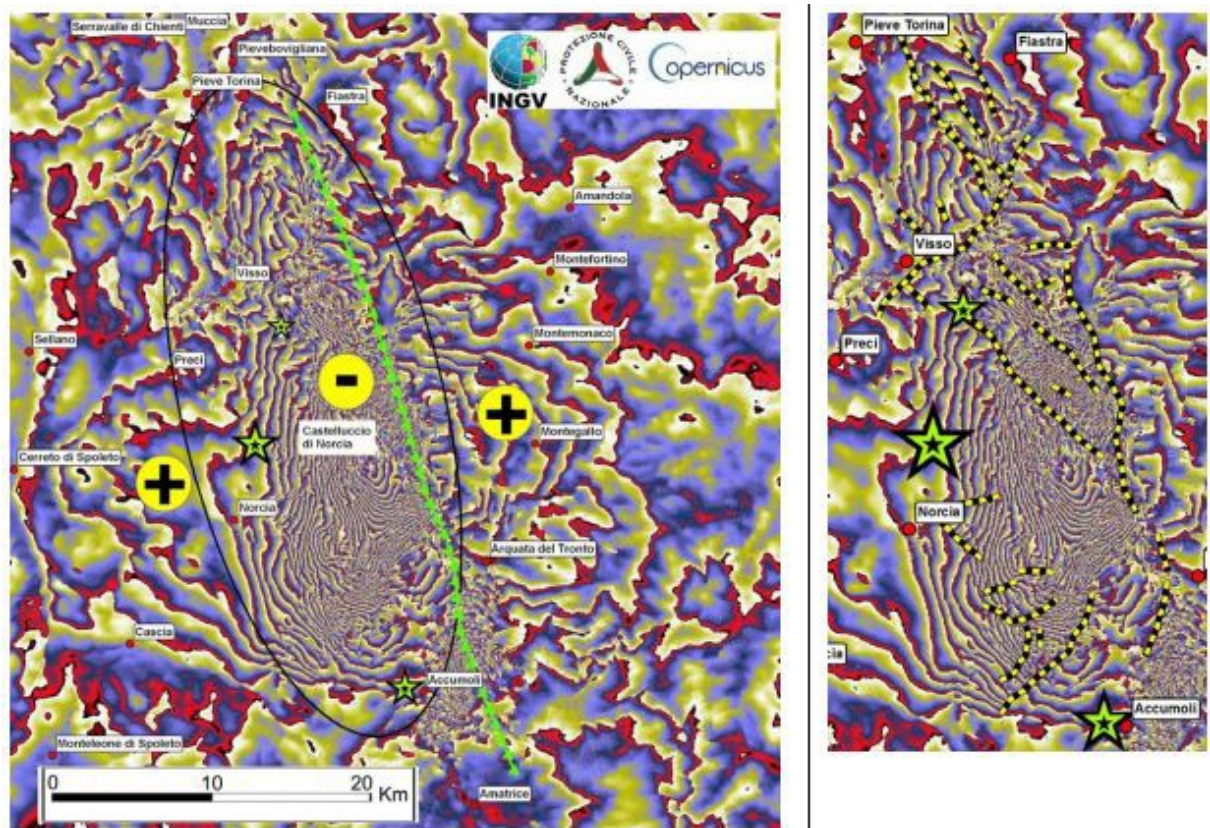 Serravalle di Chienti
Muccia
Pievebovigliana
Pieve Torina
Fiastra
INGV
PROTEZIONE CIVILE
NAZIONALE
opernicus
Amandola
Visso
Montefortino
Sellano
Montemonaco
Preci
-
+
Castelluccio
di Norcia
Montegallo
Cerreto di Spoleto
+
Norcia
Arquata del Tronto
Cascia
Accumoli
Monteleone di Spoleto
0 10 20
Km
Amatrice
Pieve Torina
Fiastra
Visso
Preci
Norcia
cia
Accumoli